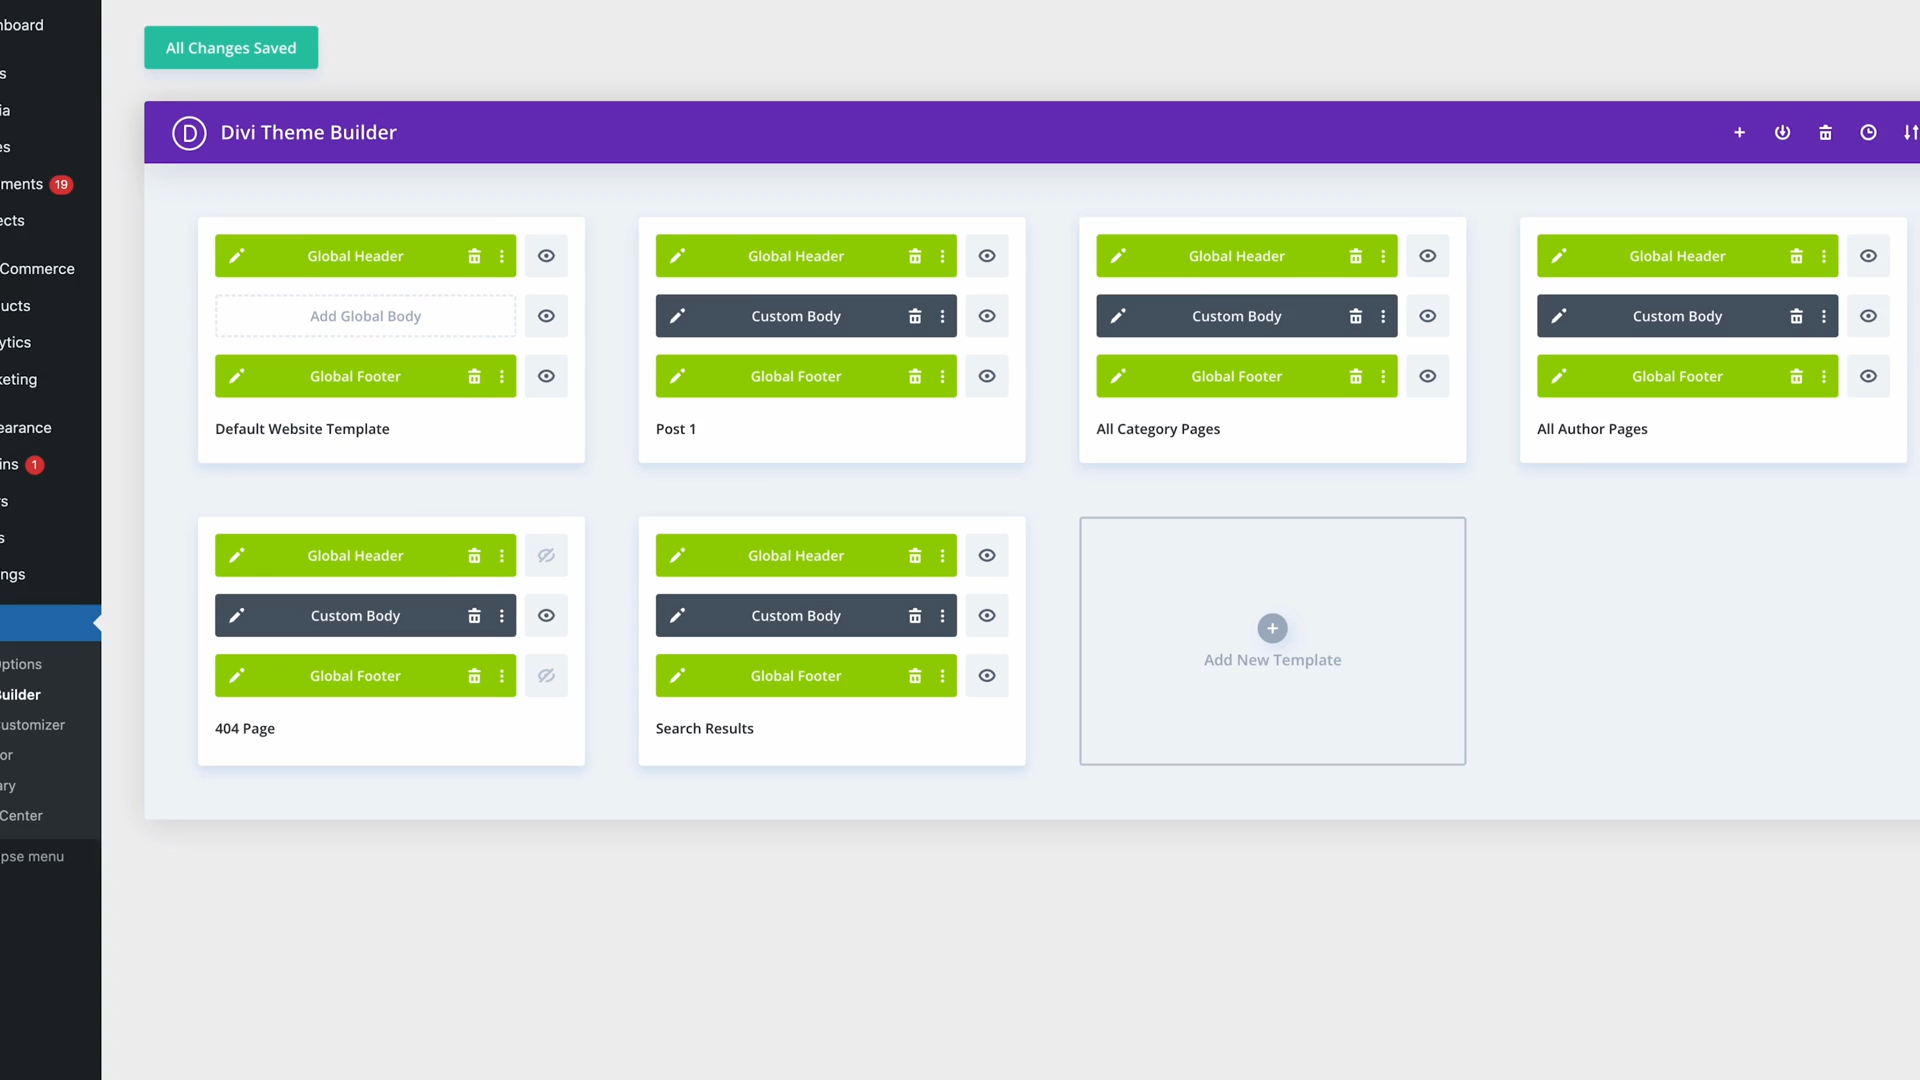 nboard
s
ia
es
ments 19
ects
Commerce
ucts
ytics
keting
earance
ins 1
rs
s
ngs
ptions
Builder
ustomizer
or
ary
Center
pse menu
All Changes Saved
D Divi Theme Builder
Global Header
Add Global Body
Global Footer
Default Website Template
Global Header
Custom Body
Global Footer
Post 1
Global Header
Custom Body
Global Footer
All Category Pages
Global Header
Custom Body
Global Footer
All Author Pages
Global Header
Custom Body
Global Footer
404 Page
Global Header
Custom Body
Global Footer
Search Results
Add New Template